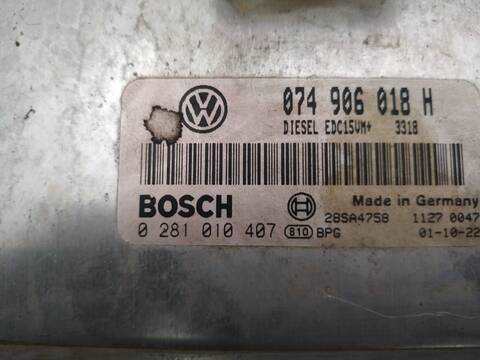 VW
074 906 018 H
DIESEL EDC15VM+ 3318
BOSCH
Made in Germany
28SA4758 1127 0047
0 281 010 407 810 BPG 01-10-22